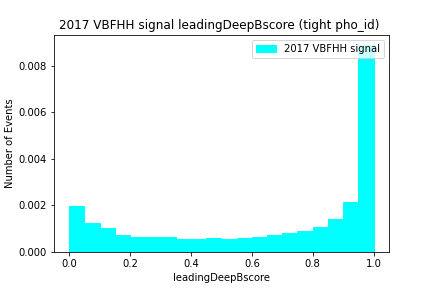 2017 VBFHH signal leadingDeepBscore (tight pho_id)
2017 VBFHH signal
Number of Events
0.008
0.006
0.004
0.002
0.000
0.0 0.2 0.4 0.6 0.8 1.0
leadingDeepBscore